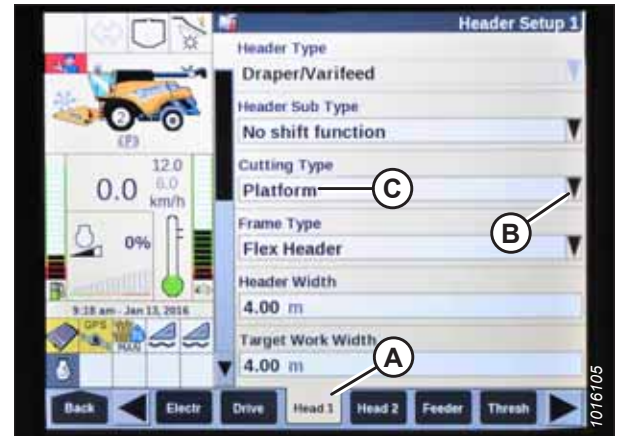 Header Setup 1
Header Type
Draper/Varifeed
Header Sub Type
No shift function
Cutting Type
Platform
C
B
Frame Type
Flex Header
Header Width
4.00 m
Target Work Width
4.00 m
A
2
(P)
12.0
6.0
0.0
km/h
0%
9:18 am - Jan 13, 2016
GPS
MAN
Back
Electr
Drive
Head 1
Head 2
Feeder
Thresh
1016105